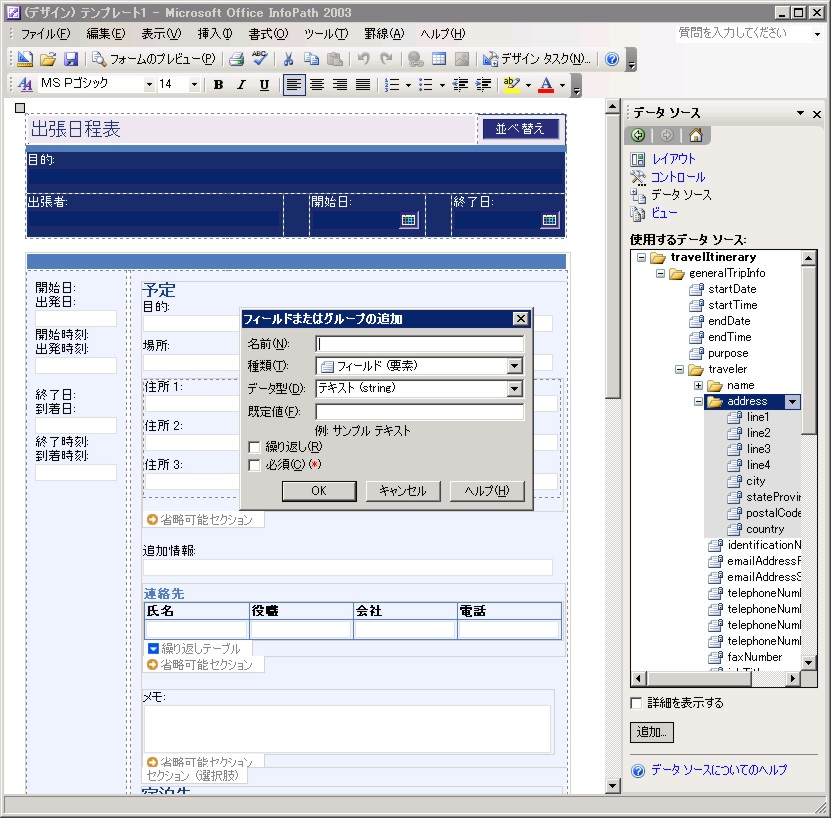 (デザイン) テンプレート1 - Microsoft Office InfoPath 2003
ファイル(F) 編集(E) 表示(V) 挿入(I) 書式(O) ツール(T) 罫線(A) ヘルプ(H) 質問を入力してください
フォームのプレビュー(P) デザイン タスク(N)...
MS Pゴシック 14 B I U
出張日程表
並べ替え
目的:
出張者: 開始日: 終了日:
開始日:
出発日:
開始時刻:
出発時刻:
終了日:
到着日:
終了時刻:
到着時刻:
予定
目的:
場所:
住所 1:
住所 2:
住所 3:
省略可能セクション
追加情報:
連絡先
氏名 役職 会社 電話
繰り返しテーブル
省略可能セクション
メモ:
省略可能セクション
セクション (選択肢)
宿泊先
フィールドまたはグループの追加
名前(N):
種類(T): フィールド (要素)
データ型(D): テキスト (string)
既定値(F):
例: サンプル テキスト
繰り返し(R)
必須(C) (*)
OK キャンセル ヘルプ(H)
データ ソース
レイアウト
コントロール
データ ソース
ビュー
使用するデータ ソース:
travelItinerary
generalTripInfo
startDate
startTime
endDate
endTime
purpose
traveler
name
address
line1
line2
line3
line4
city
stateProvin
postalCode
country
identificationN
emailAddressF
emailAddressS
telephoneNuml
telephoneNuml
telephoneNuml
telephoneNuml
faxNumber
詳細を表示する
追加...
データ ソースについてのヘルプ